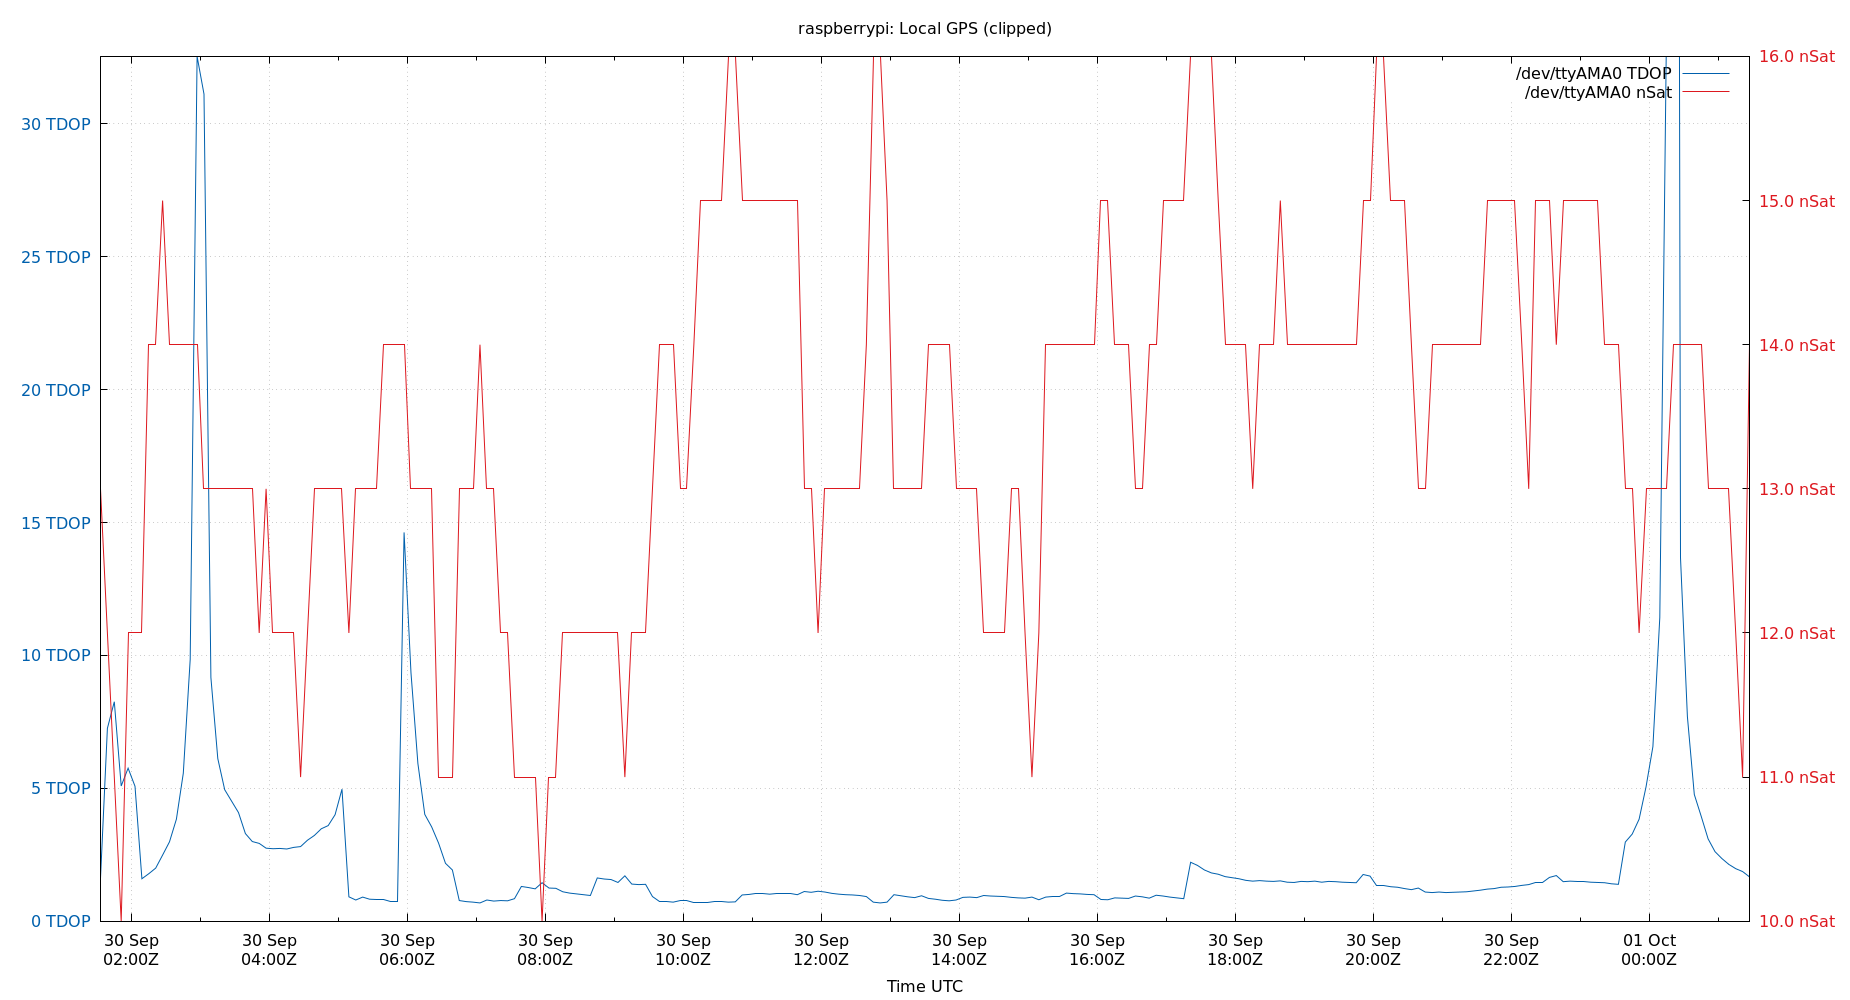 raspberrypi: Local GPS (clipped)
16.0 nSat
/dev/ttyAMA0 TDOP
/dev/ttyAMA0 nSat
30 TDOP
15.0 nSat
25 TDOP
14.0 nSat
20 TDOP
13.0 nSat
15 TDOP
12.0 nSat
10 TDOP
11.0 nSat
5 TDOP
0 TDOP
10.0 nSat
30 Sep 30 Sep 30 Sep 30 Sep 30 Sep 30 Sep 30 Sep 30 Sep 30 Sep 30 Sep 30 Sep 01 Oct
02:00Z 04:00Z 06:00Z 08:00Z 10:00Z 12:00Z 14:00Z 16:00Z 18:00Z 20:00Z 22:00Z 00:00Z
Time UTC